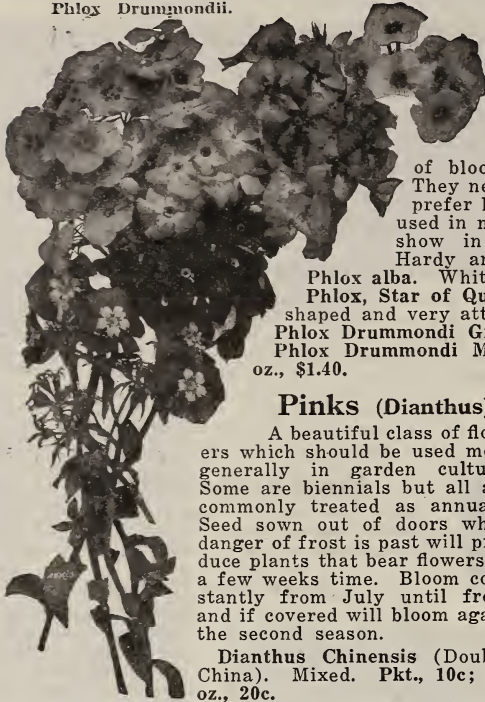 Phlox Drummondii.
of bloo
They ne
prefer
used in
show in
Hardy an
Phlox alba. Whit
Phlox, Star of Qu
shaped and very att
Phlox Drummondi G
Phlox Drummondi M
oz., $1.40.
Pinks (Dianthus)
A beautiful class of flo
ers which should be used mo
generally in garden cultu
Some are biennials but all a
commonly treated as annua
Seed sown out of doors wh
danger of frost is past will pr
duce plants that bear flowers
a few weeks time. Bloom co
stantly from July until fro
and if covered will bloom aga
the second season.
Dianthus Chinensis (Doub
China). Mixed. Pkt., 10c;
oz., 20c.